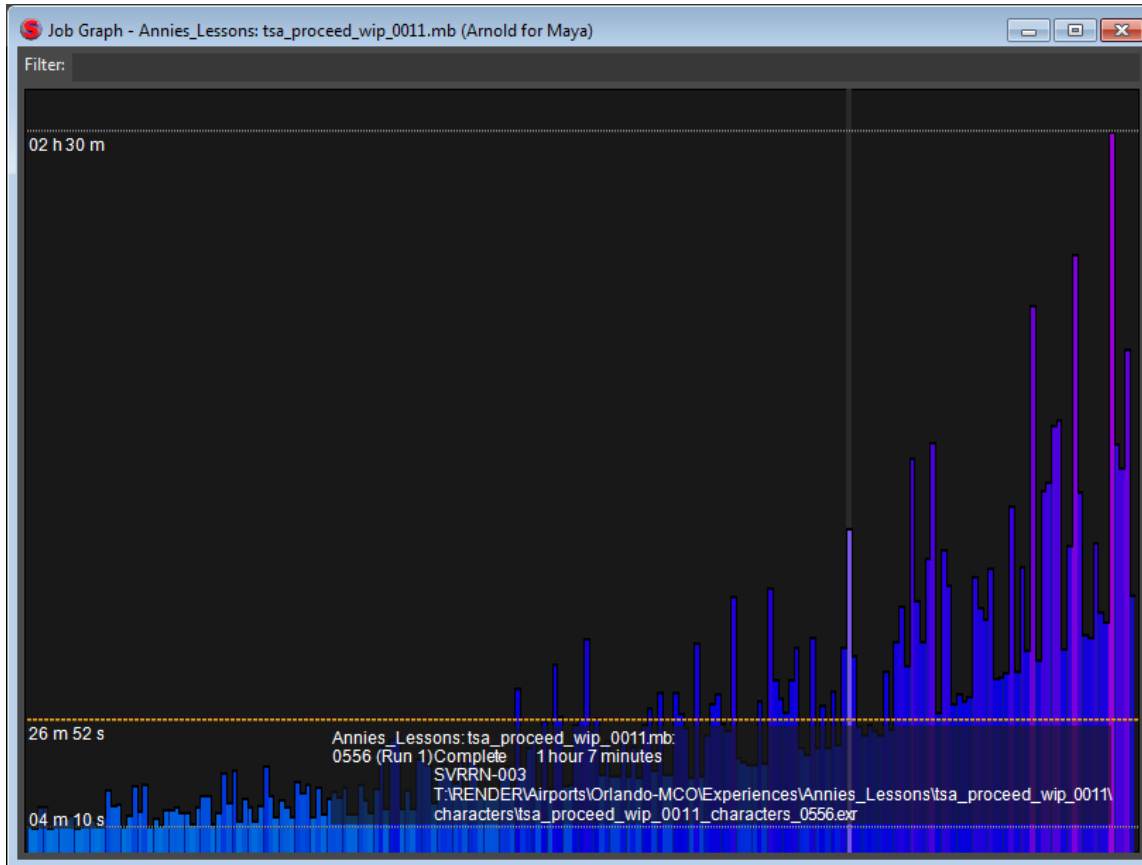 Job Graph - Annies_Lessons: tsa_proceed_wip_0011.mb (Arnold for Maya)
Filter:
02 h 30 m
26 m 52 s
Annies_Lessons: tsa_proceed_wip_0011.mb:
0556 (Run 1) Complete 1 hour 7 minutes
SVRRN-003
T:\RENDER\Airports\Orlando-MCO\Experiences\Annies_Lessons\tsa_proceed_wip_0011\
characters\tsa_proceed_wip_0011_characters_0556.exr
04 m 10 s